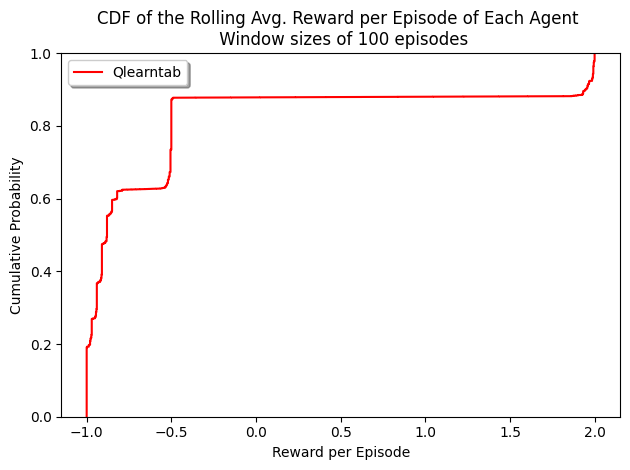 CDF of the Rolling Avg. Reward per Episode of Each Agent
Window sizes of 100 episodes
Qlearntab
1.0
0.8
0.6
0.4
0.2
0.0
Cumulative Probability
−1.0 −0.5 0.0 0.5 1.0 1.5 2.0
Reward per Episode